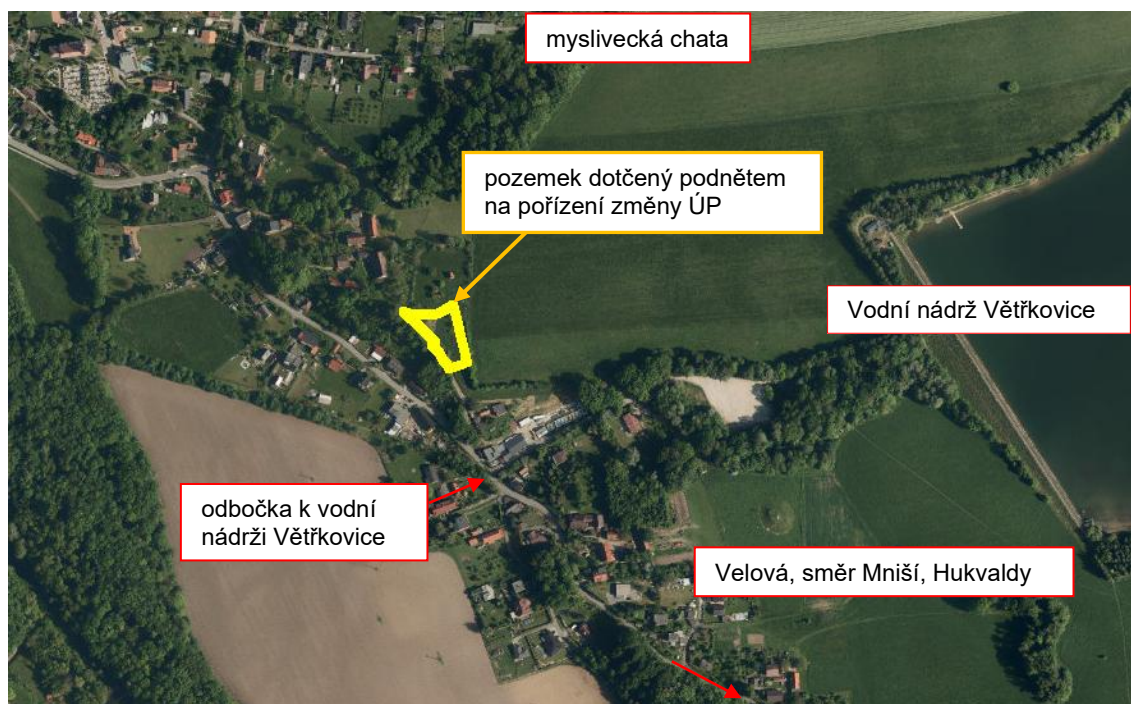 myslivecká chata
pozemek dotčený podnětem
na pořízení změny ÚP
Vodní nádrž Větřkovice
odbočka k vodní
nádrži Větřkovice
Velová, směr Mniší, Hukvaldy